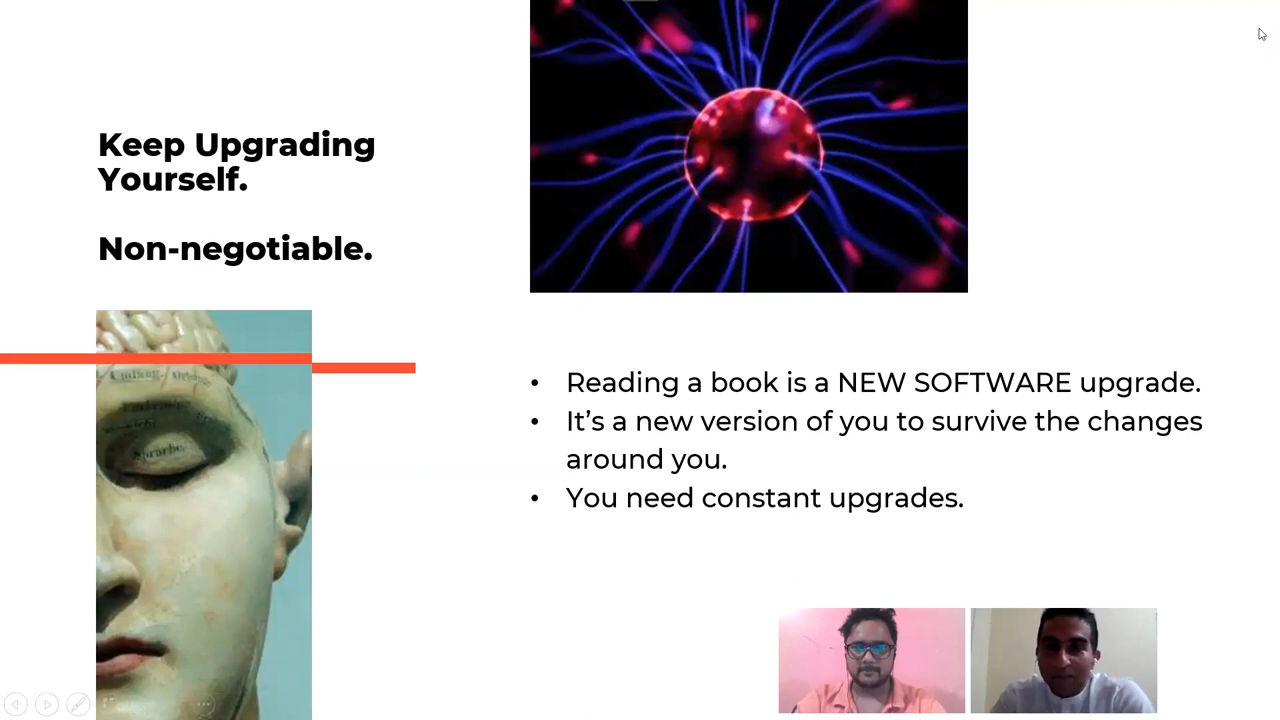 Keep Upgrading
Yourself.
Non-negotiable.
• Reading a book is a NEW SOFTWARE upgrade.
• It’s a new version of you to survive the changes
around you.
• You need constant upgrades.